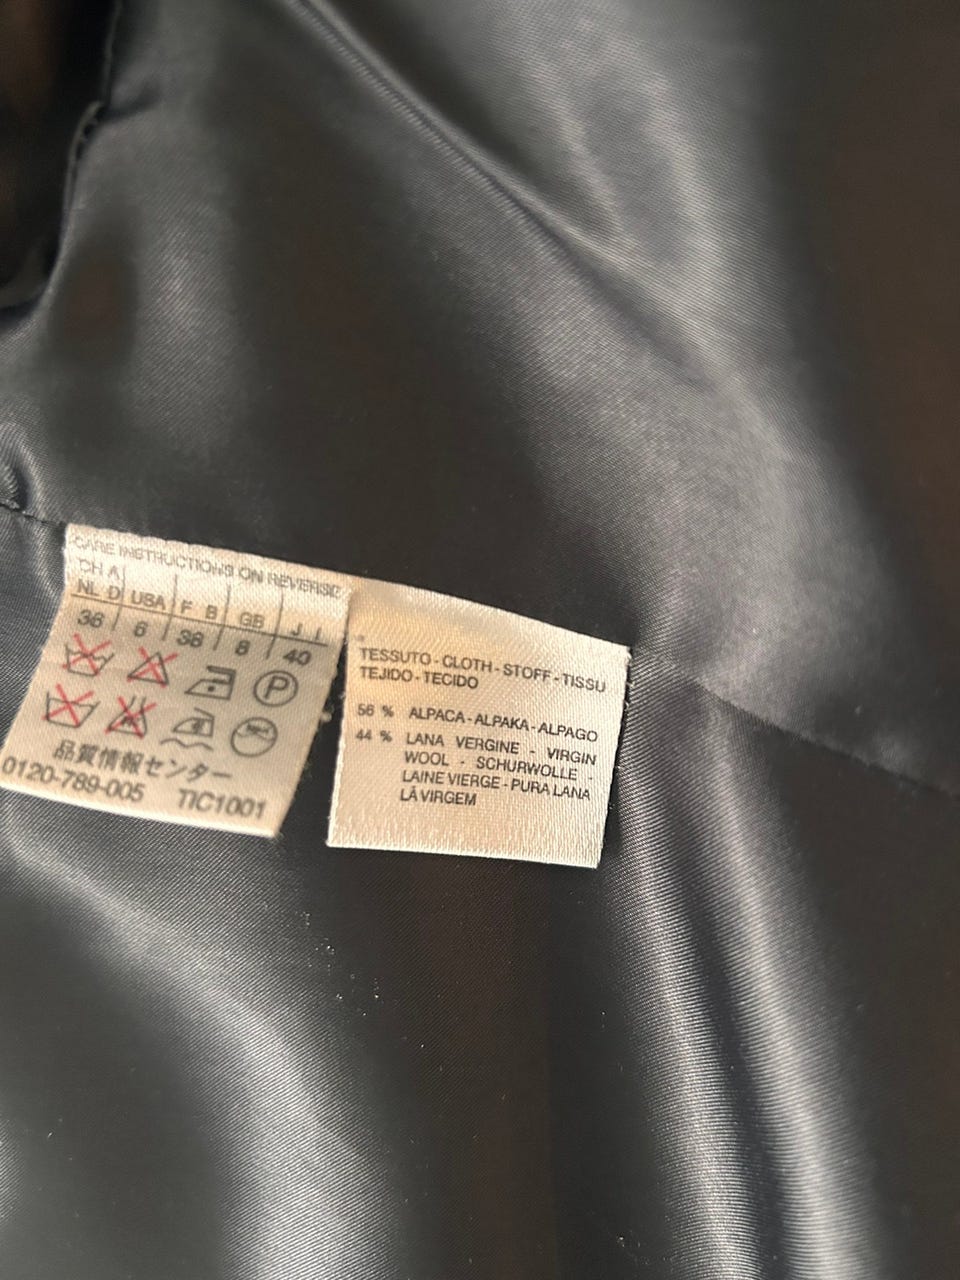 CARE INSTRUCTIONS ON REVERSE
CH A
NL D USA F B GB J I
36 6 38 8 40
P
品質情報センター
0120-789-005 TIC1001
TESSUTO - CLOTH - STOFF - TISSU
TEJIDO - TECIDO
56 % ALPACA - ALPAKA - ALPAGO
44 % LANA VERGINE - VIRGIN
WOOL - SCHURWOLLE -
LAINE VIERGE - PURA LANA
LÀ VIRGEM